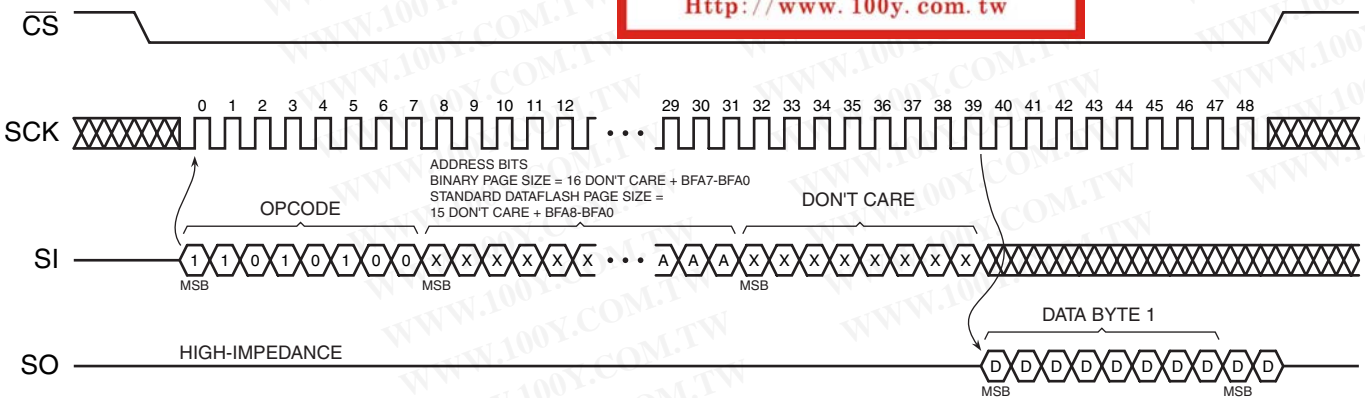 Http://www.100y.com.tw
CS
SCK
0 1 2 3 4 5 6 7 8 9 10 11 12 29 30 31 32 33 34 35 36 37 38 39 40 41 42 43 44 45 46 47 48
ADDRESS BITS
BINARY PAGE SIZE = 16 DON'T CARE + BFA7-BFA0
STANDARD DATAFLASH PAGE SIZE =
15 DON'T CARE + BFA8-BFA0
OPCODE
DON'T CARE
SI
1 1 0 1 0 1 0 0 X X X X X X ••• A A A X X X X X X X X
MSB MSB MSB
DATA BYTE 1
SO
HIGH-IMPEDANCE
D D D D D D D D D D
MSB MSB
WWW.100Y.COM.TW